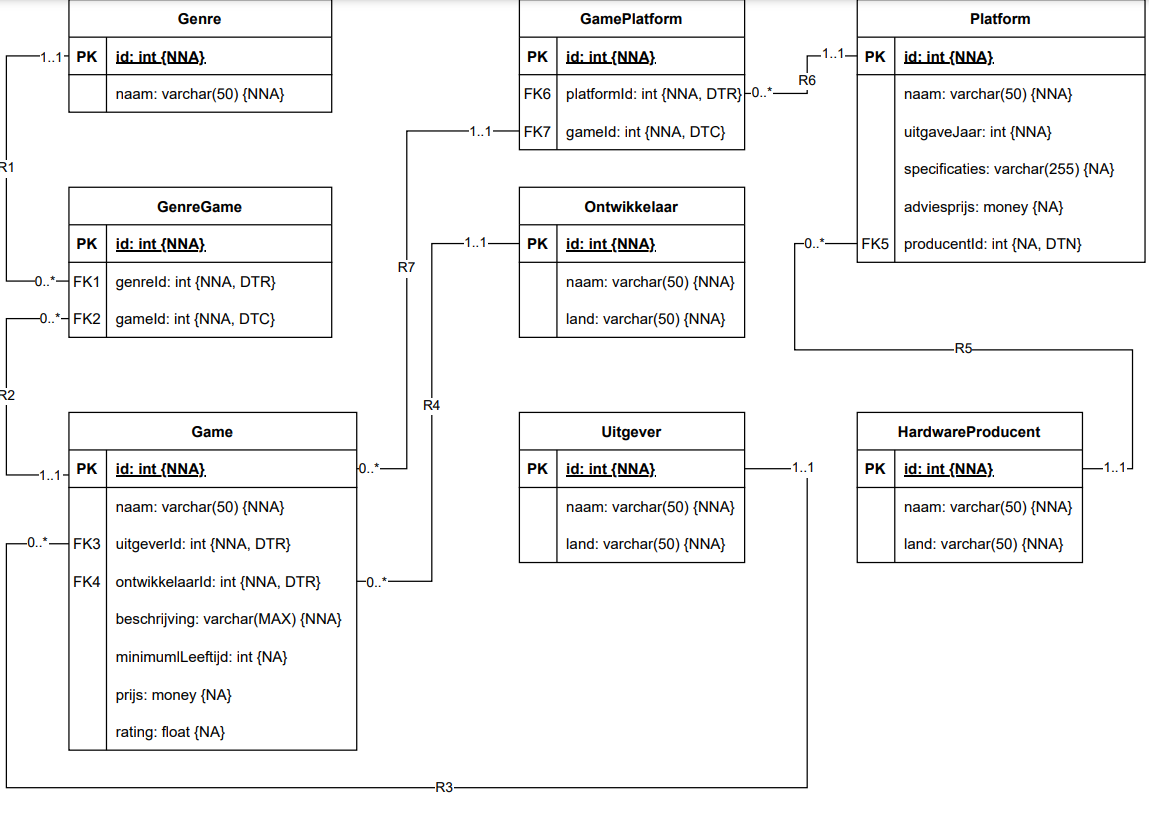 Genre
PK id: int {NNA}
naam: varchar(50) {NNA}
GamePlatform
PK id: int {NNA}
FK6 platformId: int {NNA, DTR}
FK7 gameId: int {NNA, DTC}
Platform
PK id: int {NNA}
naam: varchar(50) {NNA}
uitgaveJaar: int {NNA}
specificaties: varchar(255) {NA}
adviesprijs: money {NA}
FK5 producentId: int {NA, DTN}
1..1
R1
0..*
1..1
R7
0..*
0..*
R6
1..1
GenreGame
PK id: int {NNA}
FK1 genreId: int {NNA, DTR}
FK2 gameId: int {NNA, DTC}
Ontwikkelaar
PK id: int {NNA}
naam: varchar(50) {NNA}
land: varchar(50) {NNA}
0..*
R2
1..1
1..1
R4
0..*
0..*
R5
1..1
Game
PK id: int {NNA}
naam: varchar(50) {NNA}
FK3 uitgeverId: int {NNA, DTR}
FK4 ontwikkelaarId: int {NNA, DTR}
beschrijving: varchar(MAX) {NNA}
minimumlLeeftijd: int {NA}
prijs: money {NA}
rating: float {NA}
Uitgever
PK id: int {NNA}
naam: varchar(50) {NNA}
land: varchar(50) {NNA}
HardwareProducent
PK id: int {NNA}
naam: varchar(50) {NNA}
land: varchar(50) {NNA}
0..*
1..1
R3